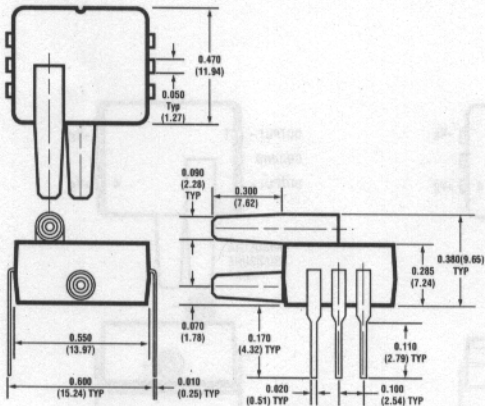 0.470
(11.94)
0.050
Typ
(1.27)
0.090
(2.28)
TYP
0.300
(7.62)
0.380(9.65)
TYP
0.285
(7.24)
0.070
(1.78)
0.170
(4.32) TYP
0.110
(2.79) TYP
0.550
(13.97)
0.600
(15.24) TYP
0.010
(0.25) TYP
0.020
(0.51) TYP
0.100
(2.54) TYP